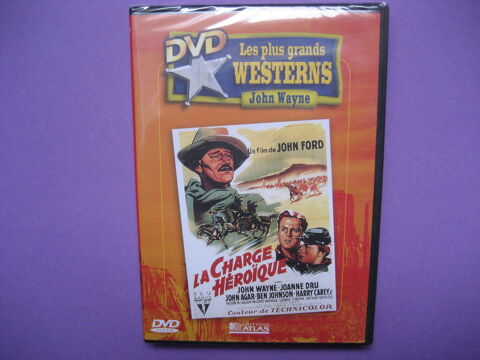 DVD
Les plus grands
WESTERNS
John Wayne
Un film de JOHN FORD
LA CHARGE
HÉROÏQUE
JOHN WAYNE · JOANNE DRU
JOHN AGAR · BEN JOHNSON · HARRY CAREY Jr
Couleur de TECHNICOLOR
DVD
VIDEO
ATLAS